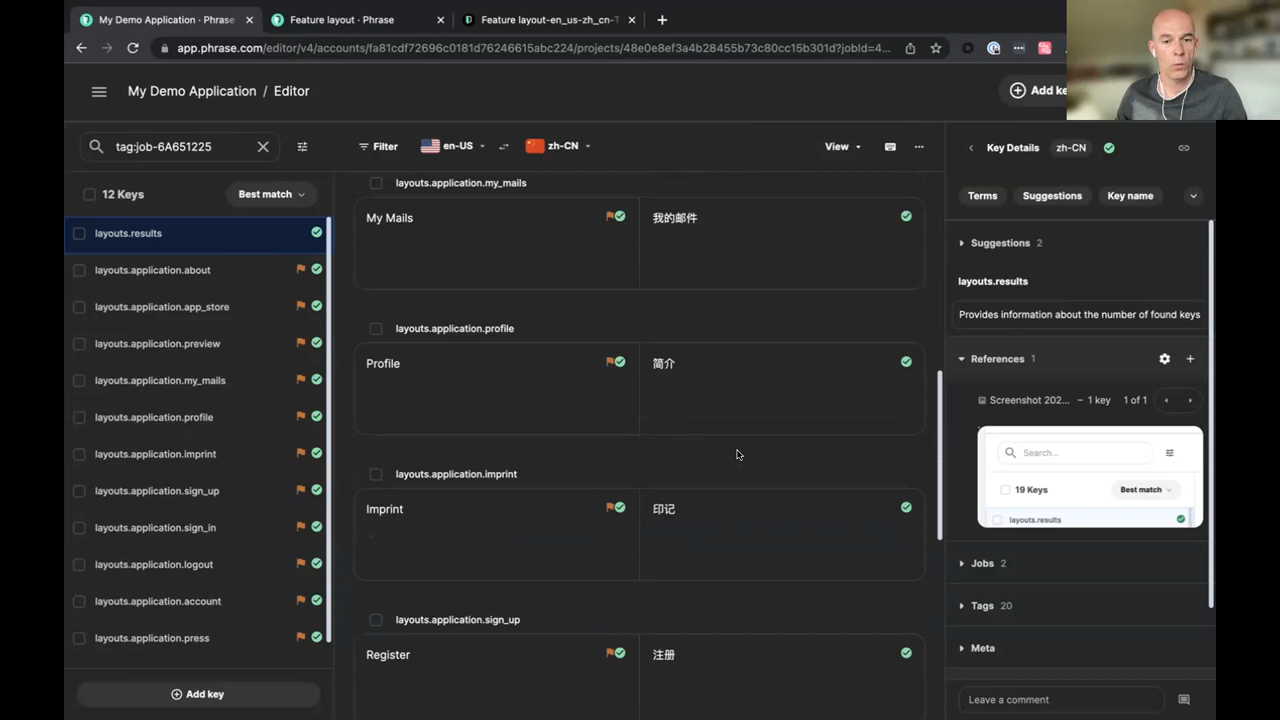 My Demo Application - Phrase
Feature layout · Phrase
Feature layout-en_us-zh_cn-T
app.phrase.com/editor/v4/accounts/fa81cdf72696c0181d76246615abc224/projects/48e0e8ef3a4b28455b73c80cc15b301d?jobId=4...
My Demo Application / Editor
Add ke
tag:job-6A651225
Filter
en-US
zh-CN
View
Key Details
zh-CN
12 Keys
Best match
Terms
Suggestions
Key name
layouts.results
layouts.application.about
layouts.application.app_store
layouts.application.preview
layouts.application.my_mails
layouts.application.profile
layouts.application.imprint
layouts.application.sign_up
layouts.application.sign_in
layouts.application.logout
layouts.application.account
layouts.application.press
Add key
layouts.application.my_mails
My Mails
我的邮件
layouts.application.profile
Profile
简介
layouts.application.imprint
Imprint
印记
layouts.application.sign_up
Register
注册
Suggestions 2
layouts.results
Provides information about the number of found keys
References 1
Screenshot 202... – 1 key 1 of 1
Search...
19 Keys
Best match
layouts.results
Jobs 2
Tags 20
Meta
Leave a comment